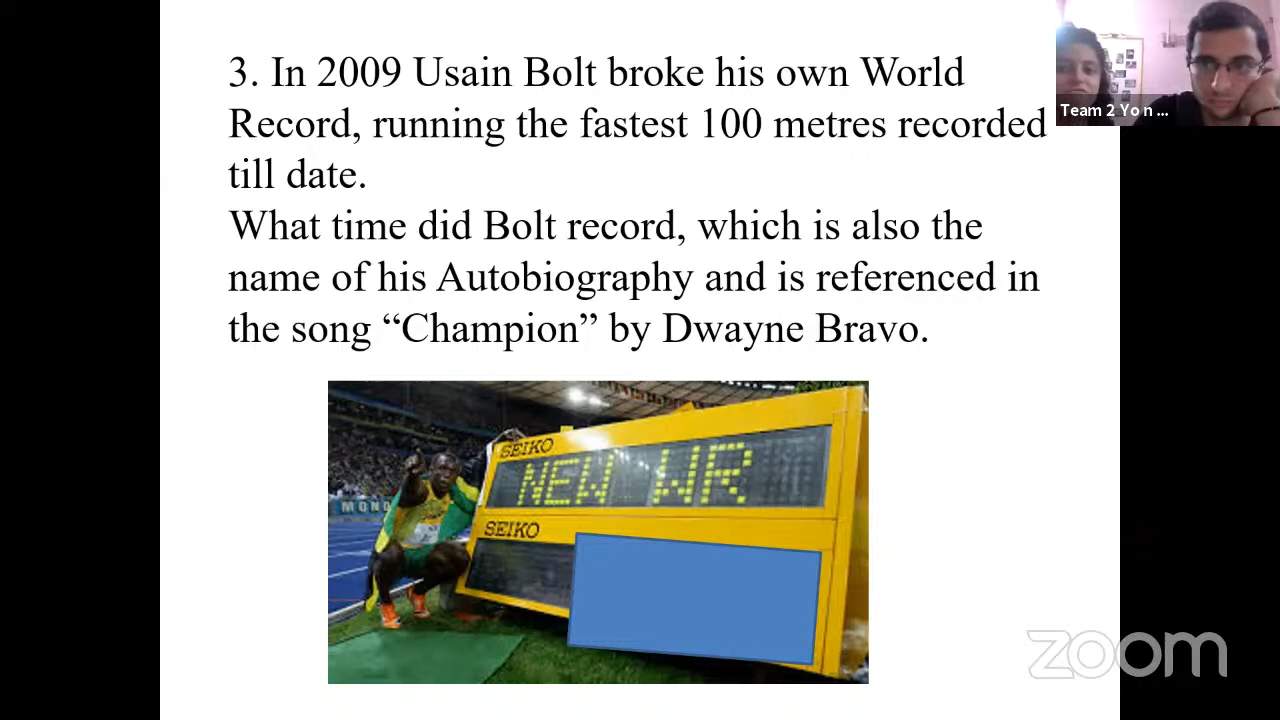 3. In 2009 Usain Bolt broke his own World
Record, running the fastest 100 metres recorded
till date.
What time did Bolt record, which is also the
name of his Autobiography and is referenced in
the song “Champion” by Dwayne Bravo.
Team 2 Yo n ...
SEIKO
NEW WR
SEIKO
MOND
zoom